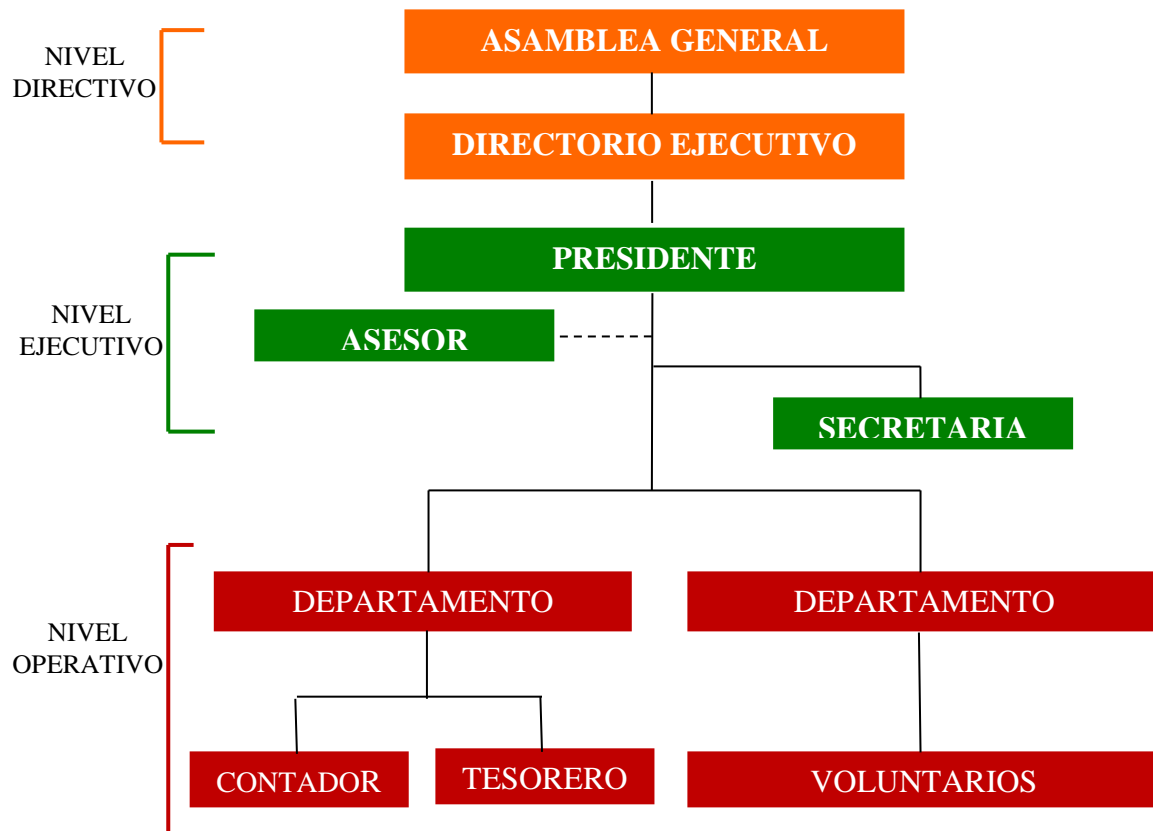 NIVEL
DIRECTIVO
ASAMBLEA GENERAL
DIRECTORIO EJECUTIVO
NIVEL
EJECUTIVO
PRESIDENTE
ASESOR
SECRETARIA
NIVEL
OPERATIVO
DEPARTAMENTO
DEPARTAMENTO
CONTADOR
TESORERO
VOLUNTARIOS